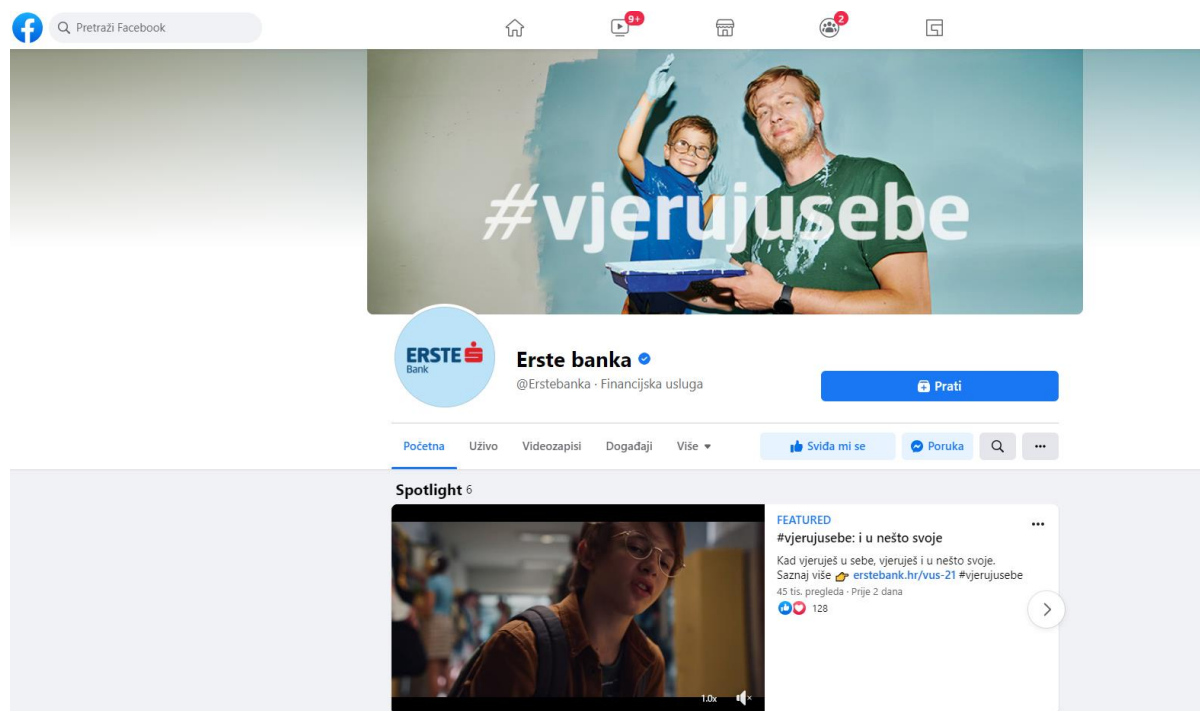 Pretraži Facebook
9+
2
#vjerujusebe
ERSTE
Bank
Erste banka
@Erstebanka · Financijska usluga
Prati
Početna Uživo Videozapisi Događaji Više
Sviđa mi se
Poruka
Spotlight 6
FEATURED
#vjerujusebe: i u nešto svoje
Kad vjeruješ u sebe, vjeruješ i u nešto svoje.
Saznaj više 👉 erstebank.hr/vus-21 #vjerujusebe
45 tis. pregleda · Prije 2 dana
128
1.0x